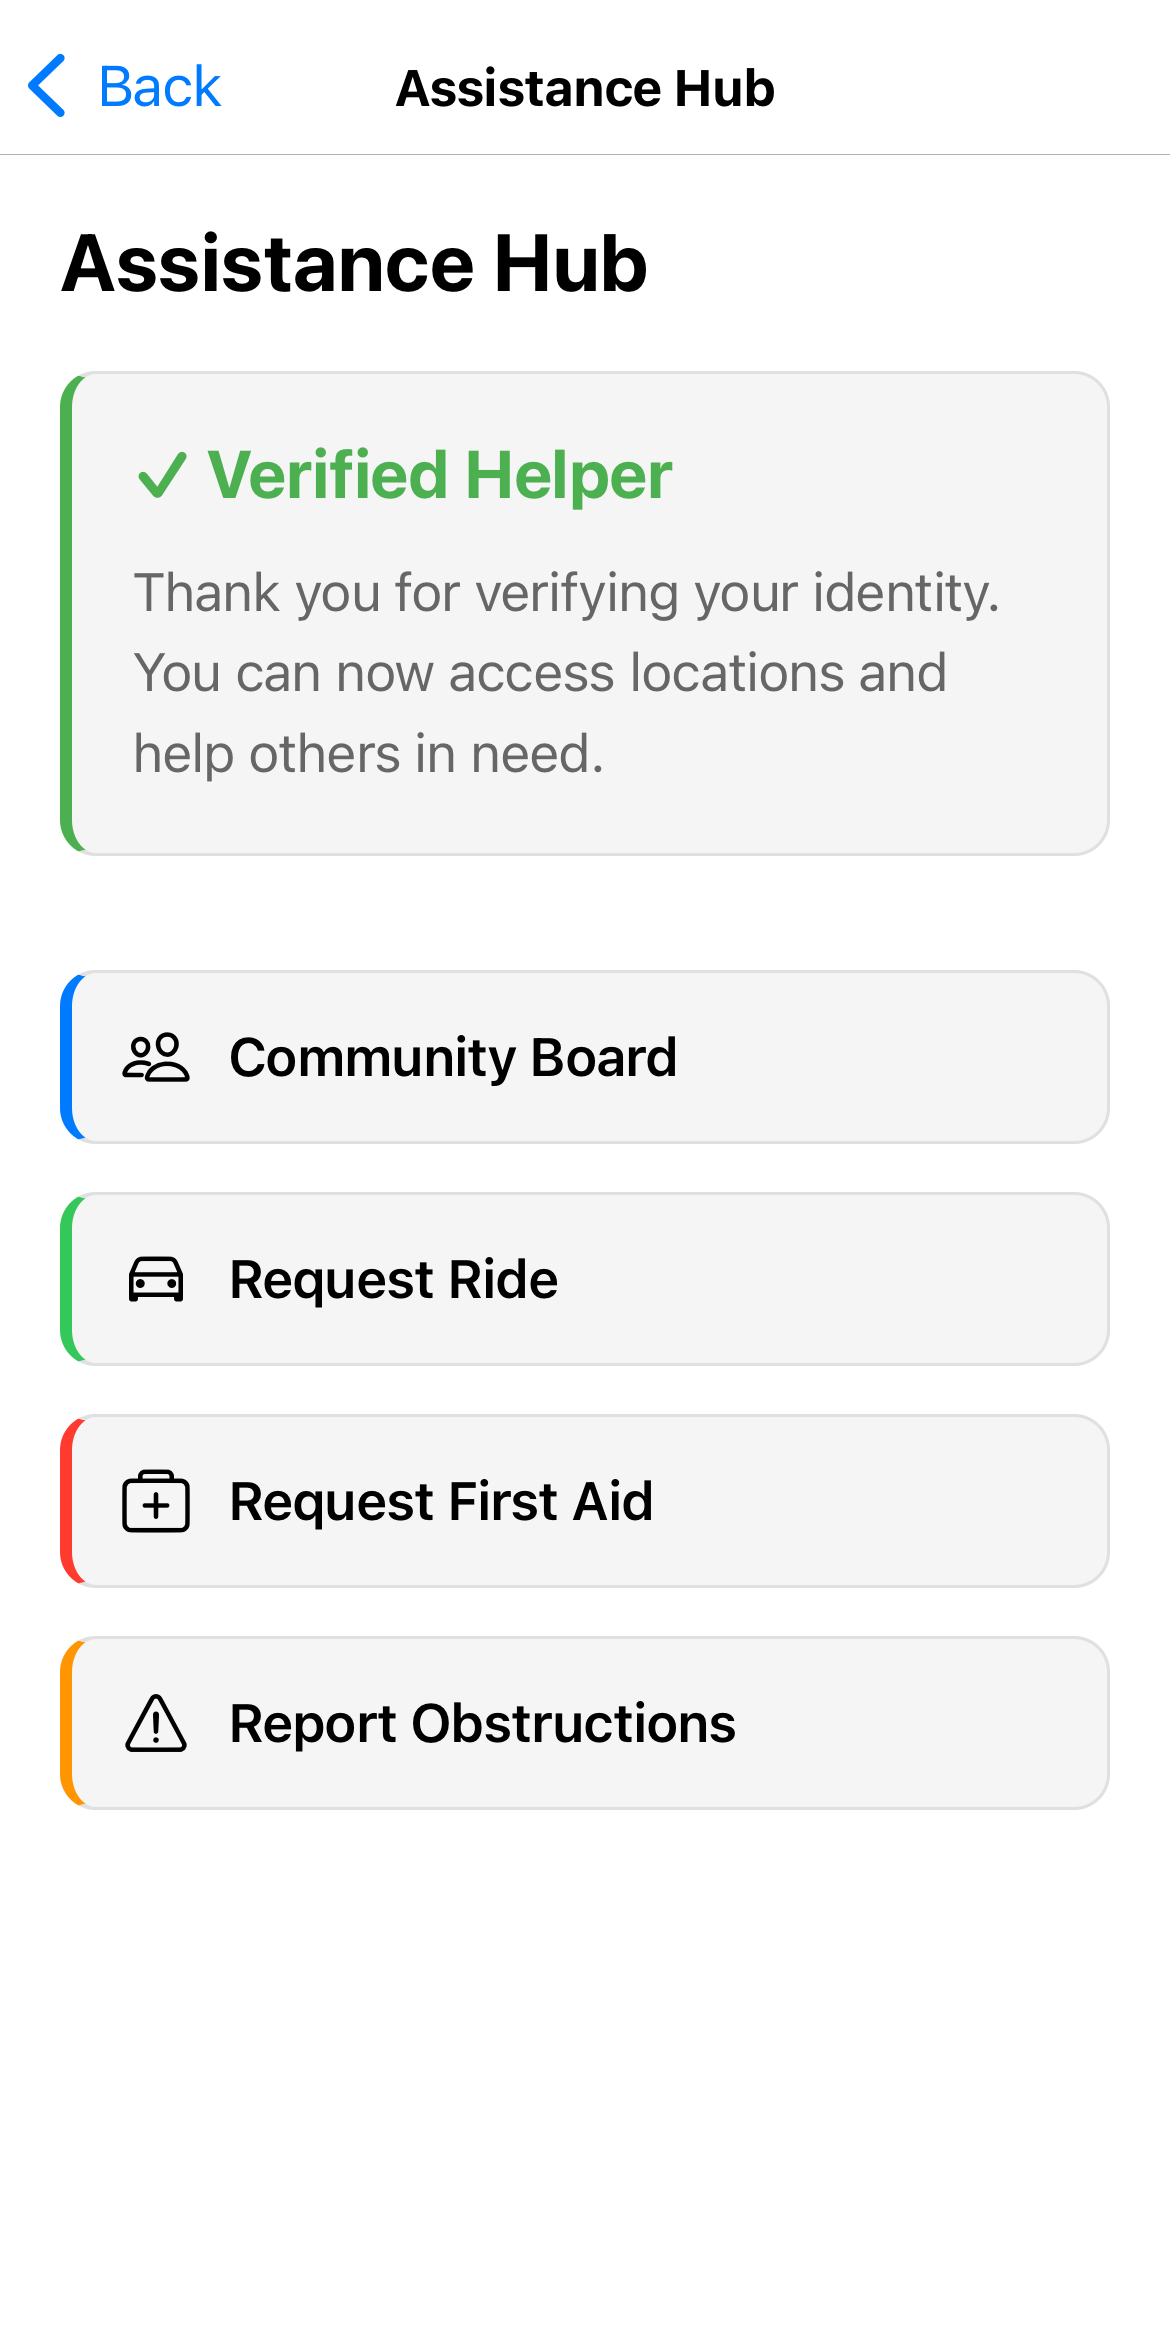 Back
Assistance Hub
Assistance Hub
Verified Helper
Thank you for verifying your identity.
You can now access locations and
help others in need.
Community Board
Request Ride
Request First Aid
Report Obstructions